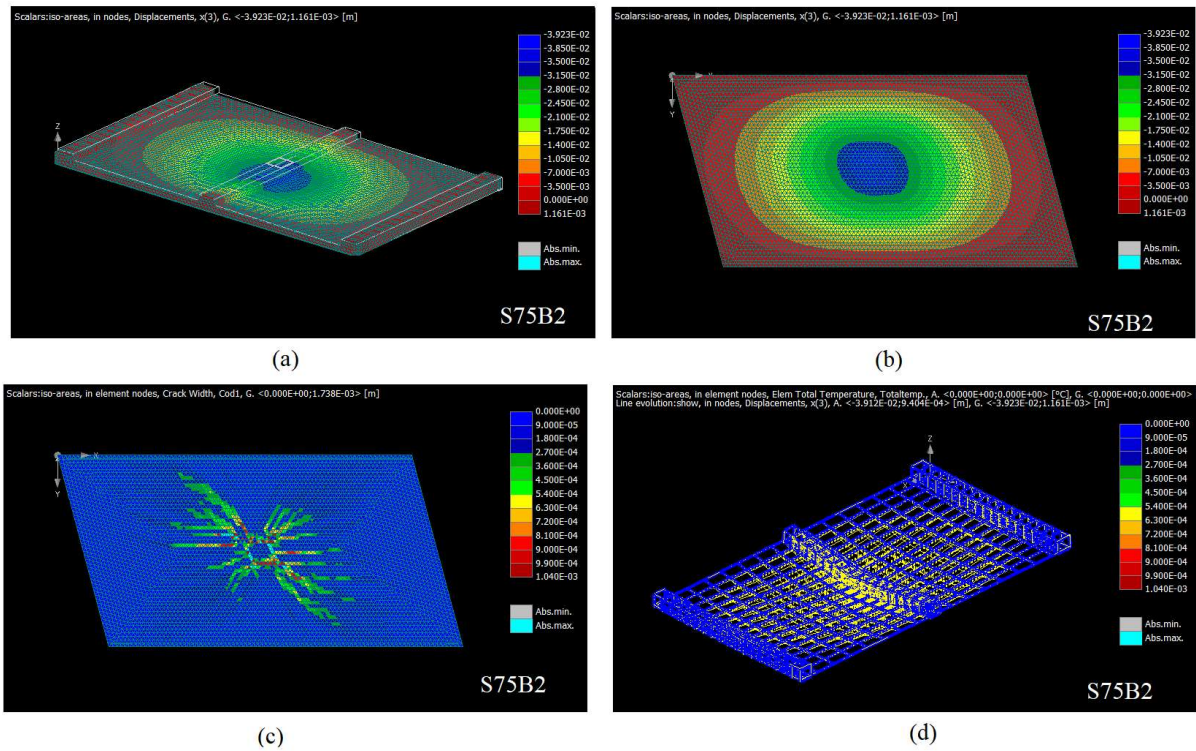 Scalars:iso-areas, in nodes, Displacements, x(3), G. <-3.923E-02;1.161E-03> [m]
-3.923E-02
-3.850E-02
-3.500E-02
-3.150E-02
-2.800E-02
-2.450E-02
-2.100E-02
-1.750E-02
-1.400E-02
-1.050E-02
-7.000E-03
-3.500E-03
0.000E+00
1.161E-03
Z
Abs.min.
Abs.max.
S75B2
(a)
Scalars:iso-areas, in nodes, Displacements, x(3), G. <-3.923E-02;1.161E-03> [m]
-3.923E-02
-3.850E-02
-3.500E-02
-3.150E-02
-2.800E-02
-2.450E-02
-2.100E-02
-1.750E-02
-1.400E-02
-1.050E-02
-7.000E-03
-3.500E-03
0.000E+00
1.161E-03
Y
Abs.min.
Abs.max.
S75B2
(b)
Scalars:iso-areas, in element nodes, Crack Width, Cod1, G. <0.000E+00;1.738E-03> [m]
0.000E+00
9.000E-05
1.800E-04
2.700E-04
3.600E-04
4.500E-04
5.400E-04
6.300E-04
7.200E-04
8.100E-04
9.000E-04
9.900E-04
1.040E-03
X
Y
Abs.min.
Abs.max.
S75B2
(c)
Scalars:iso-areas, in element nodes, Elem Total Temperature, Totaltemp., A. <0.000E+00;0.000E+00> [°C], G. <0.000E+00;0.000E+00>
Line evolution:show, in nodes, Displacements, x(3), A. <-3.912E-02;9.404E-04> [m], G. <-3.923E-02;1.161E-03> [m]
0.000E+00
9.000E-05
1.800E-04
2.700E-04
3.600E-04
4.500E-04
5.400E-04
6.300E-04
7.200E-04
8.100E-04
9.000E-04
9.900E-04
1.040E-03
Z
Abs.min.
Abs.max.
S75B2
(d)